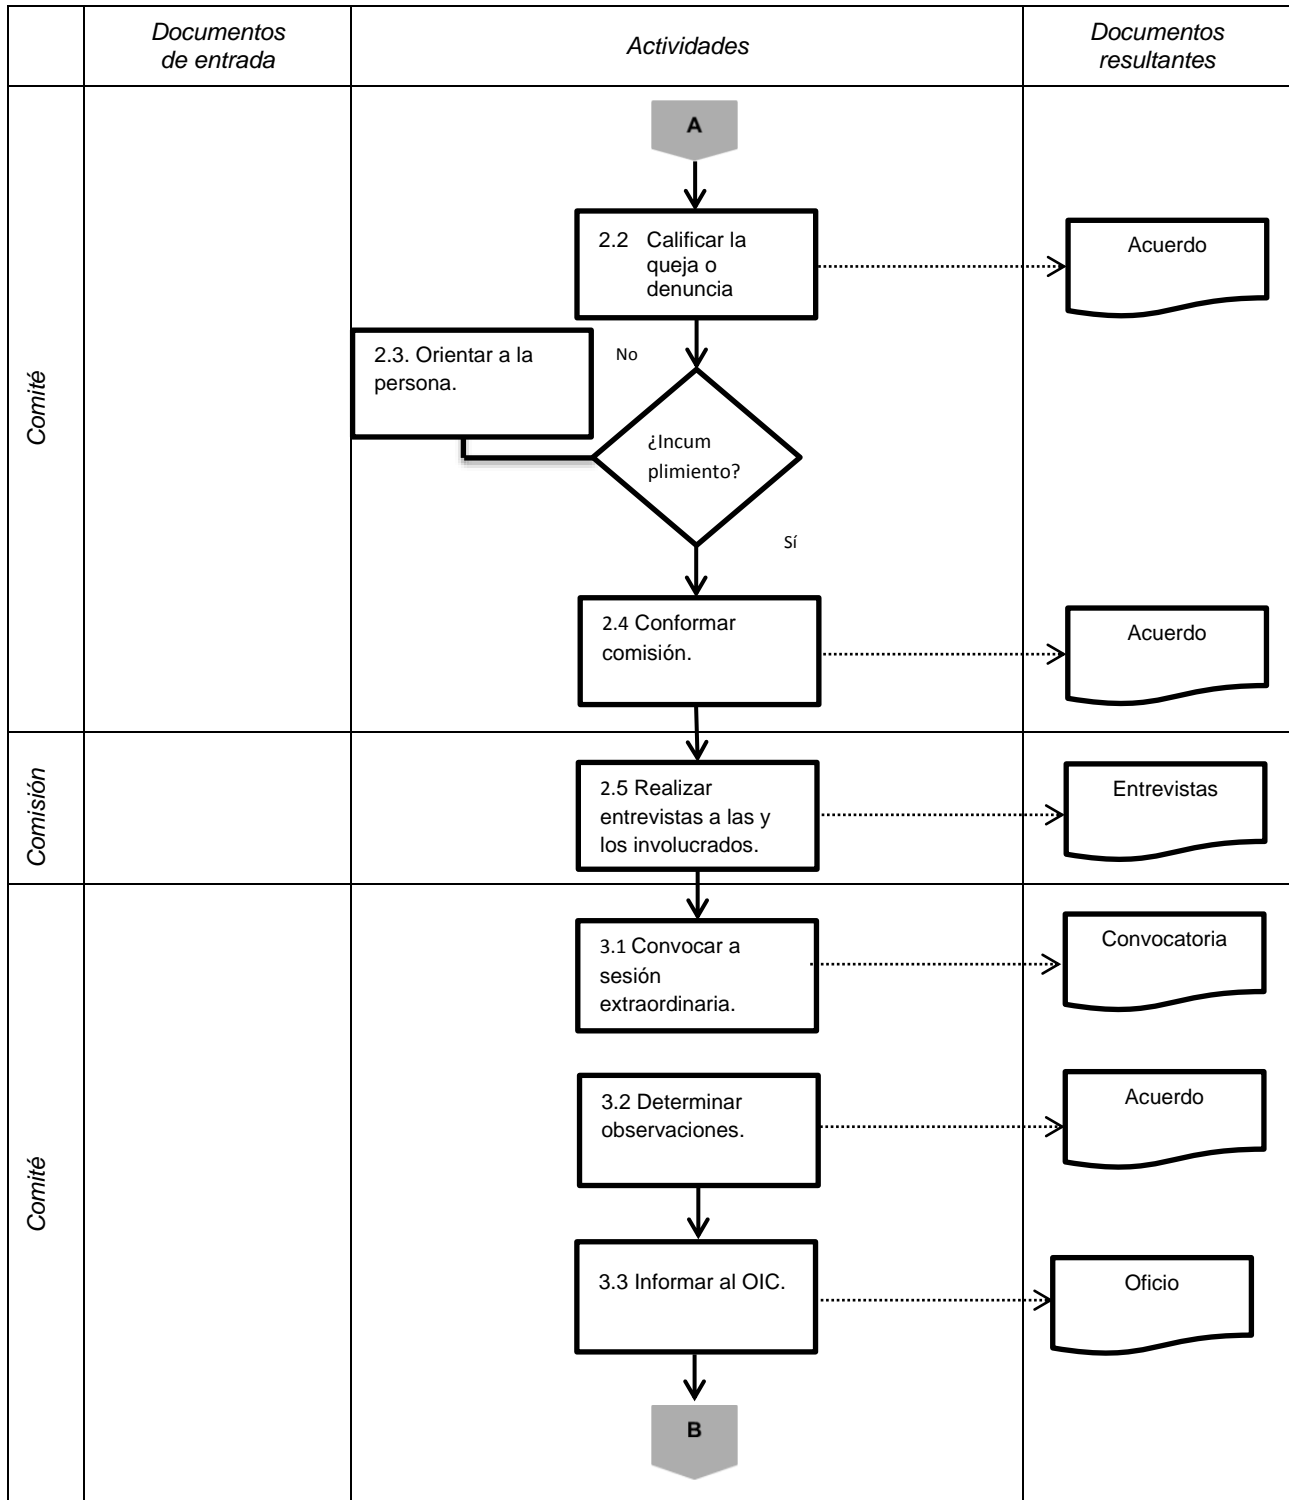 Documentos
de entrada
Actividades
Documentos
resultantes
Comité
A
2.2 Calificar la
queja o
denuncia
Acuerdo
2.3. Orientar a la
persona.
No
¿Incum
plimiento?
Sí
2.4 Conformar
comisión.
Acuerdo
Comisión
2.5 Realizar
entrevistas a las y
los involucrados.
Entrevistas
Comité
3.1 Convocar a
sesión
extraordinaria.
Convocatoria
3.2 Determinar
observaciones.
Acuerdo
3.3 Informar al OIC.
Oficio
B